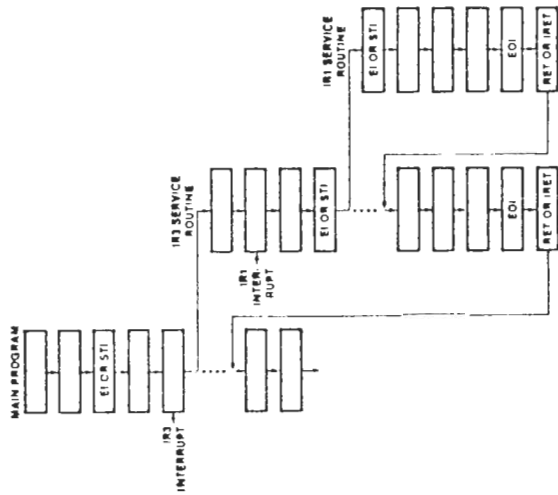 MAIN PROGRAM
EI OR STI
IR3
INTERRUPT
IR3 SERVICE
ROUTINE
IR1
INTER-
RUPT
EI OR STI
EOI
RET OR IRET
IR1 SERVICE
ROUTINE
EI OR STI
EOI
RET OR IRET